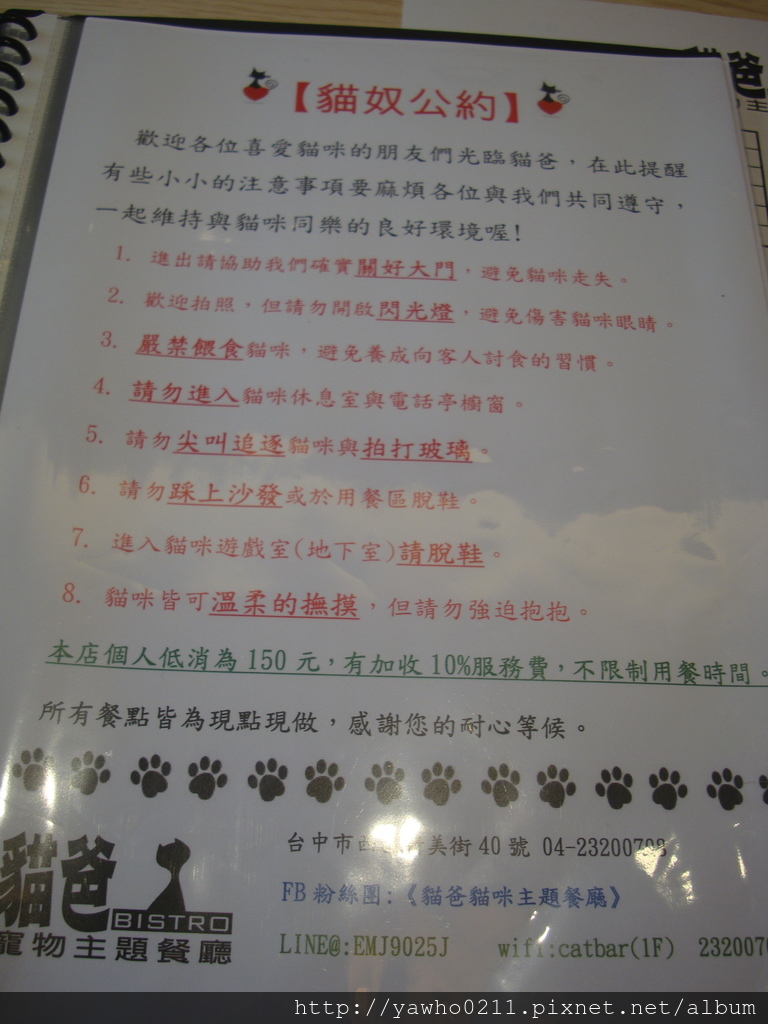 【貓奴公約】
歡迎各位喜愛貓咪的朋友們光臨貓爸，在此提醒
有些小小的注意事項要麻煩各位與我們共同遵守，
一起維持與貓咪同樂的良好環境喔!
1. 進出請協助我們確實關好大門，避免貓咪走失。
2. 歡迎拍照，但請勿開啟閃光燈，避免傷害貓咪眼睛。
3. 嚴禁餵食貓咪，避免養成向客人討食的習慣。
4. 請勿進入貓咪休息室與電話亭櫥窗。
5. 請勿尖叫追逐貓咪與拍打玻璃。
6. 請勿踩上沙發或於用餐區脫鞋。
7. 進入貓咪遊戲室(地下室)請脫鞋。
8. 貓咪皆可溫柔的撫摸，但請勿強迫抱抱。
本店個人低消為150元，有加收10%服務費，不限制用餐時間。
所有餐點皆為現點現做，感謝您的耐心等候。
貓爸
BISTRO
寵物主題餐廳
台中市 美街40號 04-23200
FB粉絲團:《貓爸貓咪主題餐廳》
LINE@:EMJ9025J wifi:catbar(1F) 232007
http://yawho0211.pixnet.net/album